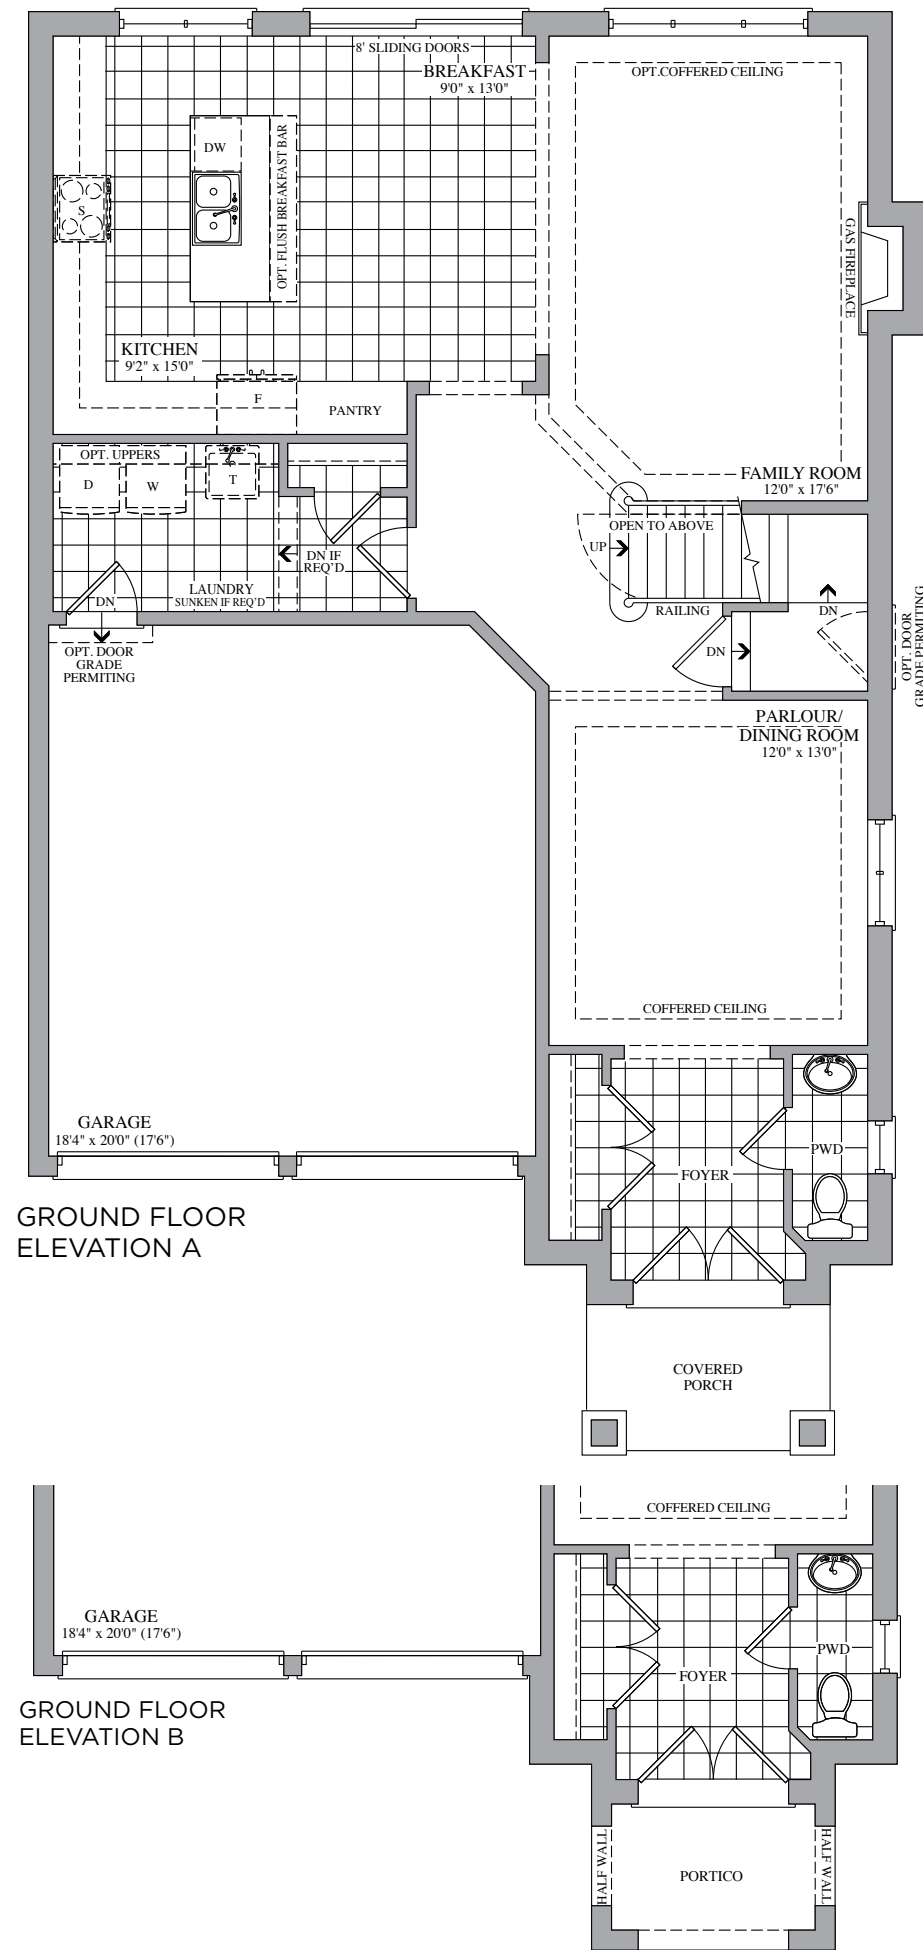 8' SLIDING DOORS
BREAKFAST
9'0" x 13'0"
OPT.COFFERED CEILING
DW
OPT. FLUSH BREAKFAST BAR
S
GAS FIREPLACE
KITCHEN
9'2" x 15'0"
F
PANTRY
OPT. UPPERS
D
W
T
FAMILY ROOM
12'0" x 17'6"
OPEN TO ABOVE
UP
RAILING
DN IF
REQ'D
LAUNDRY
SUNKEN IF REQ'D
DN
OPT. DOOR
GRADE
PERMITING
DN
DN
OPT. DOOR
GRADE PERMITING
PARLOUR/
DINING ROOM
12'0" x 13'0"
COFFERED CEILING
GARAGE
18'4" x 20'0" (17'6")
FOYER
PWD
GROUND FLOOR
ELEVATION A
COVERED
PORCH
COFFERED CEILING
GARAGE
18'4" x 20'0" (17'6")
FOYER
PWD
GROUND FLOOR
ELEVATION B
HALF WALL
PORTICO
HALF WALL